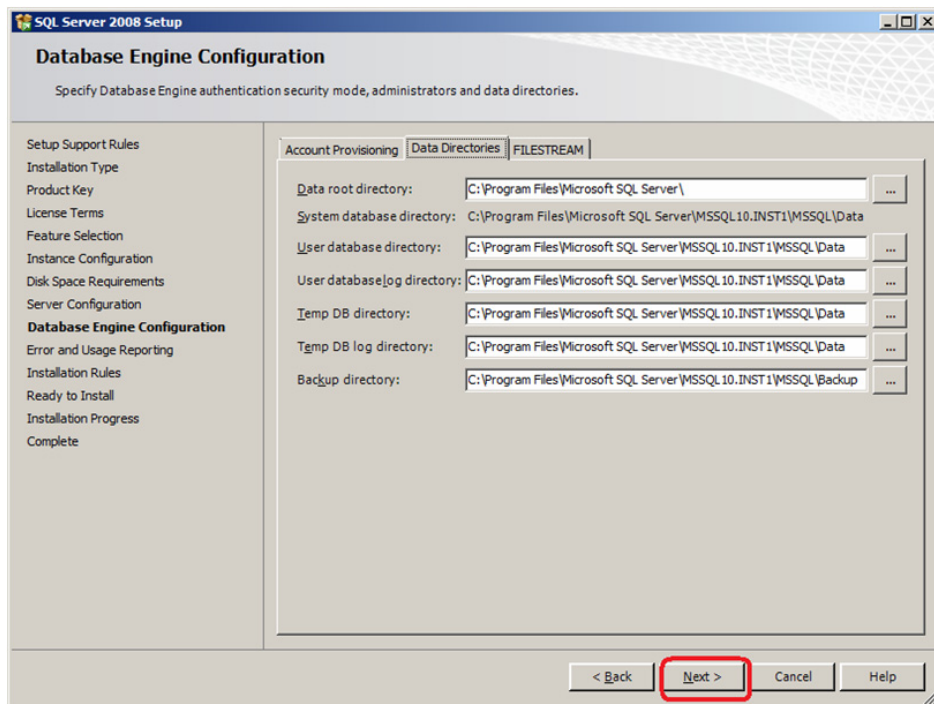 SQL Server 2008 Setup
Database Engine Configuration
Specify Database Engine authentication security mode, administrators and data directories.
Setup Support Rules
Installation Type
Product Key
License Terms
Feature Selection
Instance Configuration
Disk Space Requirements
Server Configuration
Database Engine Configuration
Error and Usage Reporting
Installation Rules
Ready to Install
Installation Progress
Complete
Account Provisioning Data Directories FILESTREAM
Data root directory: C:\Program Files\Microsoft SQL Server\ ...
System database directory: C:\Program Files\Microsoft SQL Server\MSSQL10.INST1\MSSQL\Data
User database directory: C:\Program Files\Microsoft SQL Server\MSSQL10.INST1\MSSQL\Data ...
User database log directory: C:\Program Files\Microsoft SQL Server\MSSQL10.INST1\MSSQL\Data ...
Temp DB directory: C:\Program Files\Microsoft SQL Server\MSSQL10.INST1\MSSQL\Data ...
Temp DB log directory: C:\Program Files\Microsoft SQL Server\MSSQL10.INST1\MSSQL\Data ...
Backup directory: C:\Program Files\Microsoft SQL Server\MSSQL10.INST1\MSSQL\Backup ...
< Back Next > Cancel Help